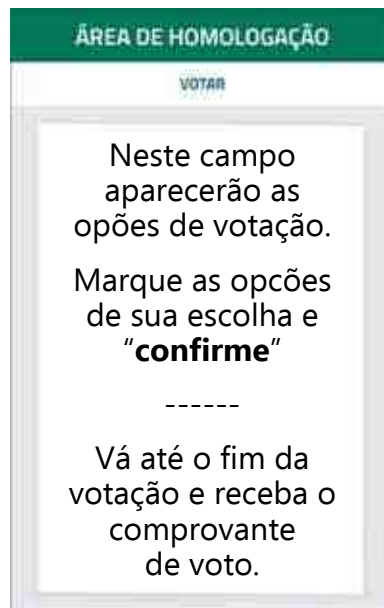 ÁREA DE HOMOLOGAÇÃO
VOTAR
Neste campo
aparecerão as
opões de votação.
Marque as opcões
de sua escolha e
“confirme”
------
Vá até o fim da
votação e receba o
comprovante
de voto.